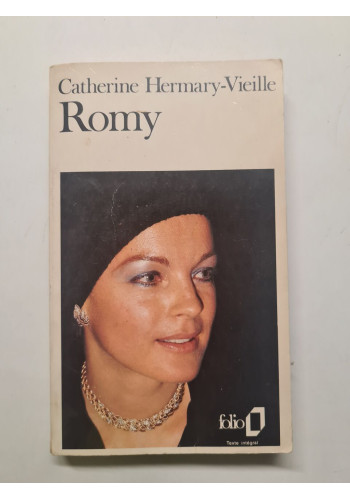 Catherine Hermary-Vieille
Romy
folio
Texte intégral